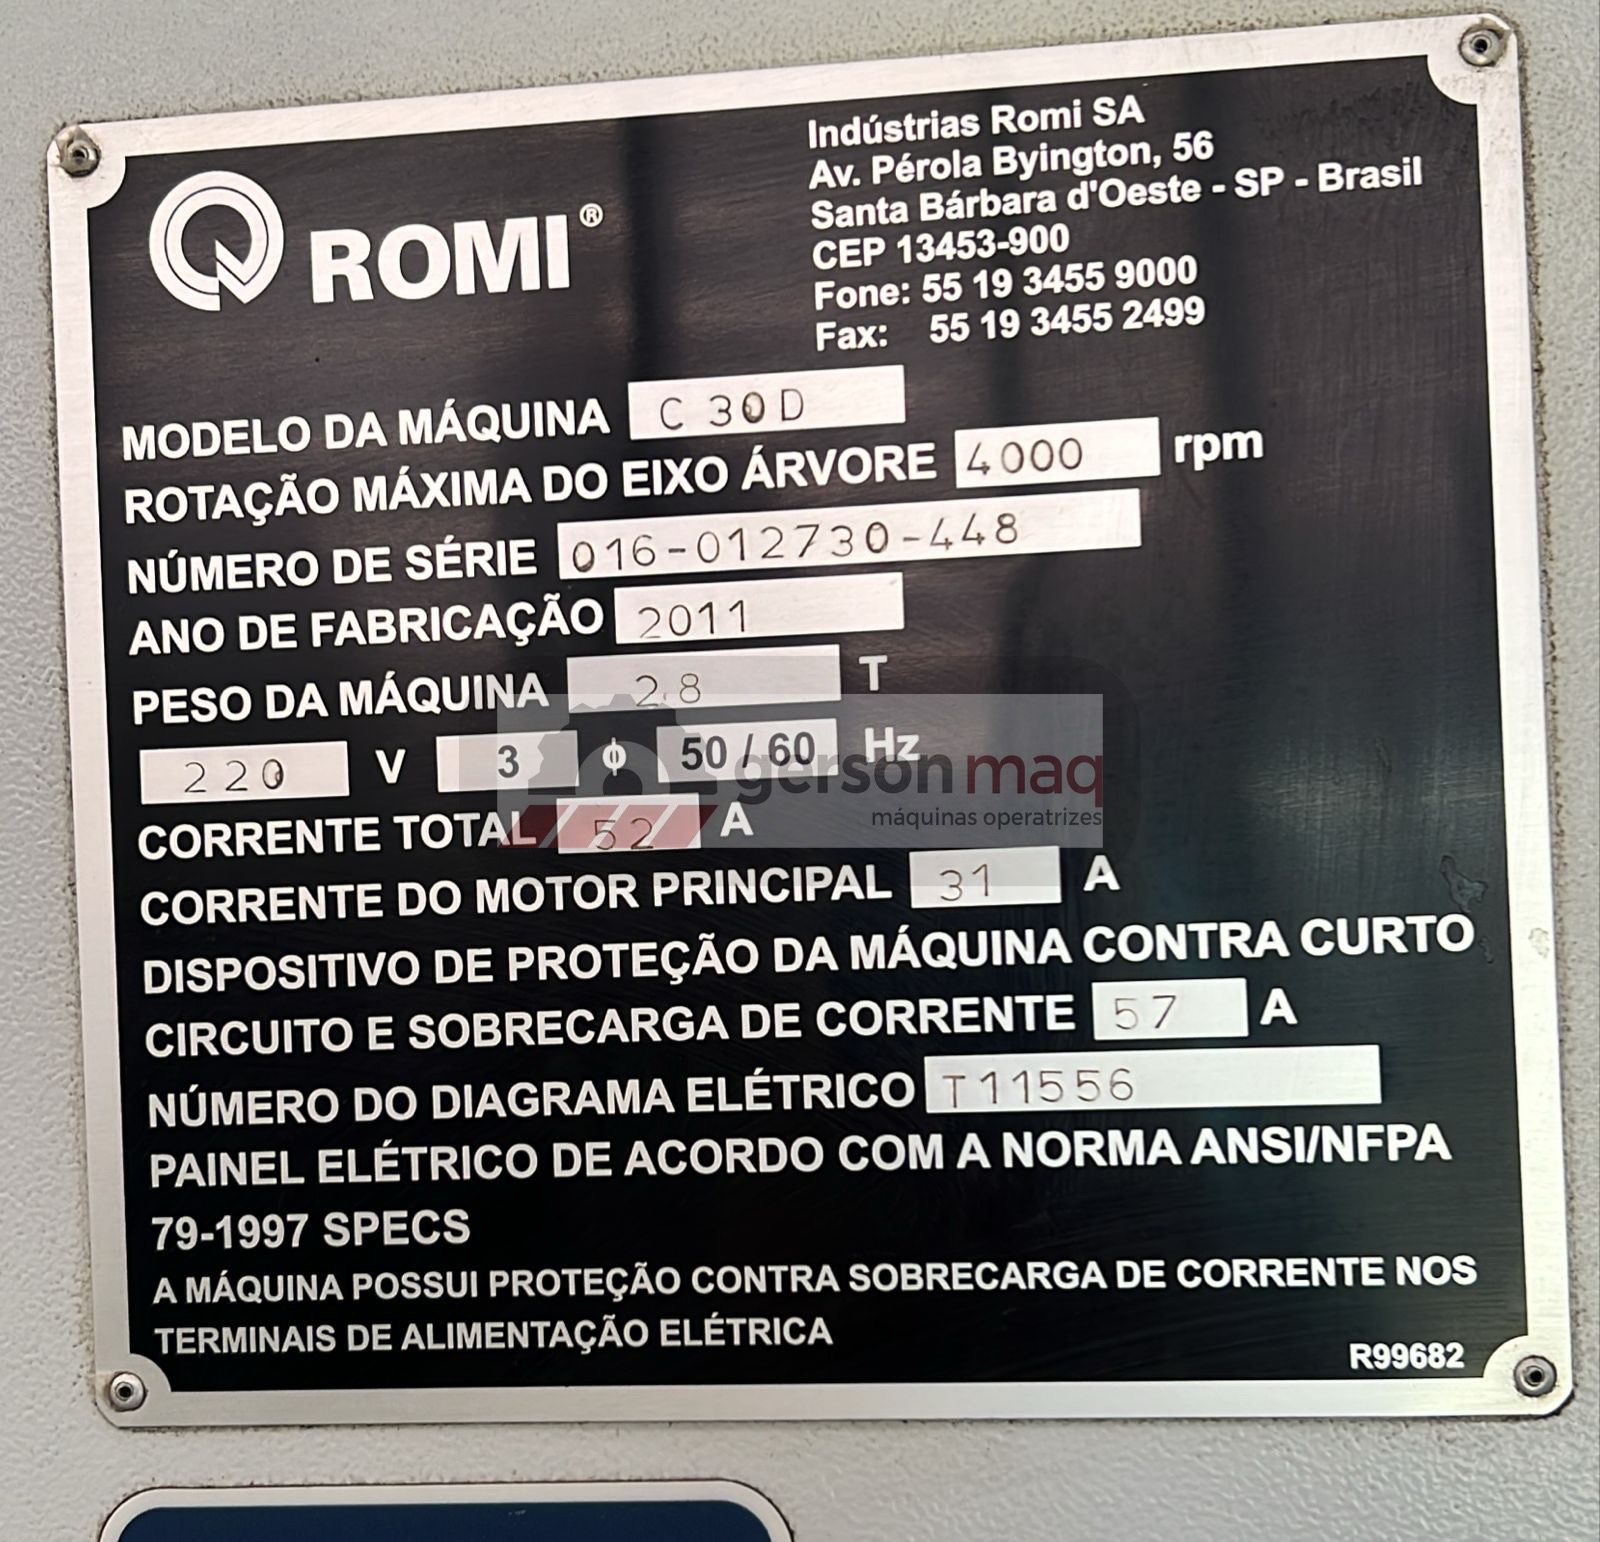 ROMI®
Indústrias Romi SA
Av. Pérola Byington, 56
Santa Bárbara d'Oeste - SP - Brasil
CEP 13453-900
Fone: 55 19 3455 9000
Fax: 55 19 3455 2499
MODELO DA MÁQUINA C 30D
ROTAÇÃO MÁXIMA DO EIXO ÁRVORE 4000 rpm
NÚMERO DE SÉRIE 016-012730-448
ANO DE FABRICAÇÃO 2011
PESO DA MÁQUINA 2.8 T
220 V 3 ϕ 50 / 60 Hz
gerson maq
máquinas operatrizes
CORRENTE TOTAL 52 A
CORRENTE DO MOTOR PRINCIPAL 31 A
DISPOSITIVO DE PROTEÇÃO DA MÁQUINA CONTRA CURTO
CIRCUITO E SOBRECARGA DE CORRENTE 57 A
NÚMERO DO DIAGRAMA ELÉTRICO T11556
PAINEL ELÉTRICO DE ACORDO COM A NORMA ANSI/NFPA
79-1997 SPECS
A MÁQUINA POSSUI PROTEÇÃO CONTRA SOBRECARGA DE CORRENTE NOS
TERMINAIS DE ALIMENTAÇÃO ELÉTRICA
R99682